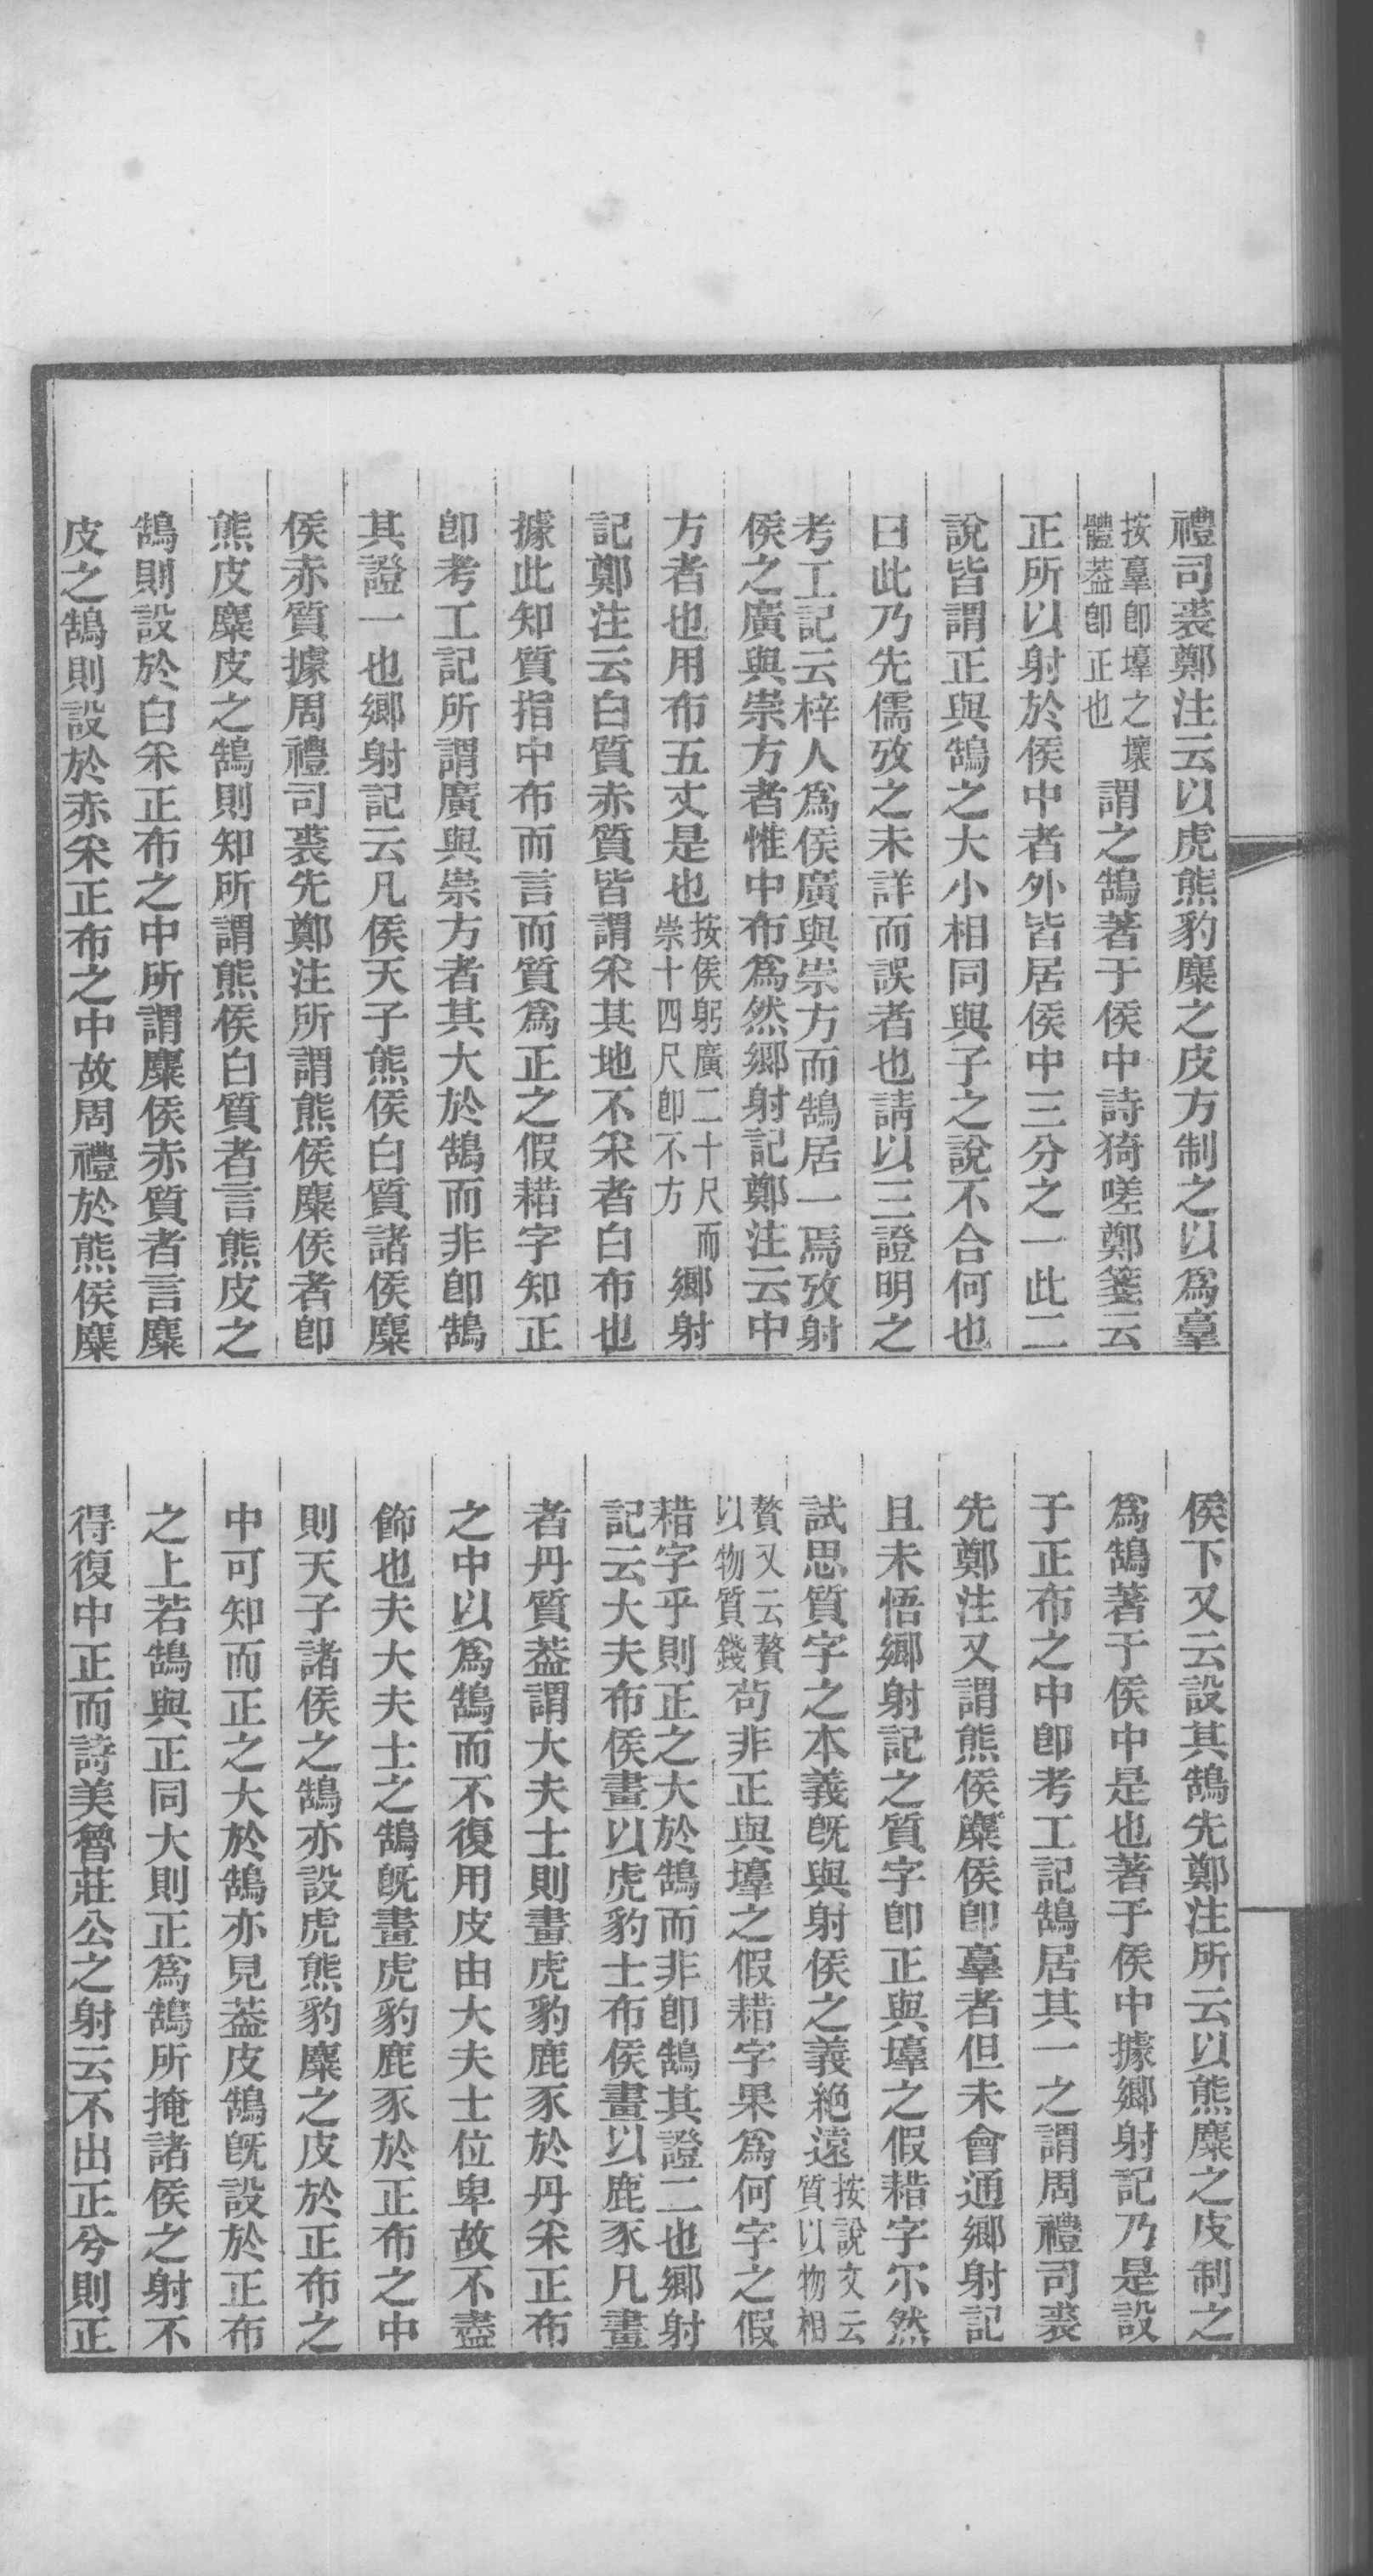 禮司裘鄭注云以虎熊豹麋之皮方制之以爲𦎫
按𦎫卽壿之壞
體葢卽正也
謂之鵠著于侯中詩猗嗟鄭箋云
正所以射於侯中者外皆居侯中三分之一此二
說皆謂正與鵠之大小相同與子之說不合何也
曰此乃先儒攷之未詳而誤者也請以三證明之
考工記云梓人爲侯廣與崇方而鵠居一焉攷射
侯之廣與崇方者惟中布爲然鄉射記鄭注云中
方者也用布五丈是也
按侯躬廣二十尺而
崇十四尺卽不方
鄉射
記鄭注云白質赤質皆謂采其地不采者白布也
據此知質指中布而言而質爲正之假耤字知正
卽考工記所謂廣與崇方者其大於鵠而非卽鵠
其證一也鄉射記云凡侯天子熊侯白質諸侯麋
侯赤質據周禮司裘先鄭注所謂熊侯麋侯者卽
熊皮麋皮之鵠則知所謂熊侯白質者言熊皮之
鵠則設於白采正布之中所謂麋侯赤質者言麋
皮之鵠則設於赤采正布之中故周禮於熊侯麋
侯下又云設其鵠先鄭注所云以熊麋之皮制之
爲鵠著于侯中是也著于侯中據鄉射記乃是設
于正布之中卽考工記鵠居其一之謂周禮司裘
先鄭注又謂熊侯麋侯卽𦎫者但未會通鄉射記
且未悟鄉射記之質字卽正與壿之假耤字尔然
試思質字之本義旣與射侯之義絶遠
按說文云
質以物相
贅又云贅
以物質錢
苟非正與壿之假耤字果爲何字之假
耤字乎則正之大於鵠而非卽鵠其證二也鄉射
記云大夫布侯畫以虎豹士布侯畫以鹿豕凡畫
者丹質葢謂大夫士則畫虎豹鹿豕於丹采正布
之中以爲鵠而不復用皮由大夫士位卑故不盡
飾也夫大夫士之鵠旣畫虎豹鹿豕於正布之中
則天子諸侯之鵠亦設虎熊豹麋之皮於正布之
中可知而正之大於鵠亦見葢皮鵠旣設於正布
之上若鵠與正同大則正爲鵠所掩諸侯之射不
得復中正而詩美魯莊公之射云不出正兮則正